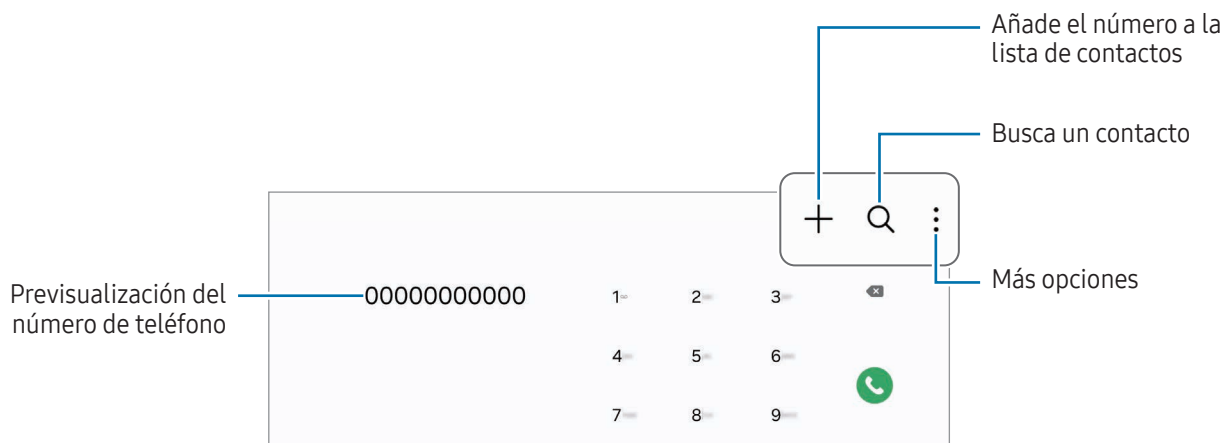 Añade el número a la
lista de contactos
Busca un contacto
Más opciones
Previsualización del
número de teléfono
00000000000
1 2 3
4 5 6
7 8 9